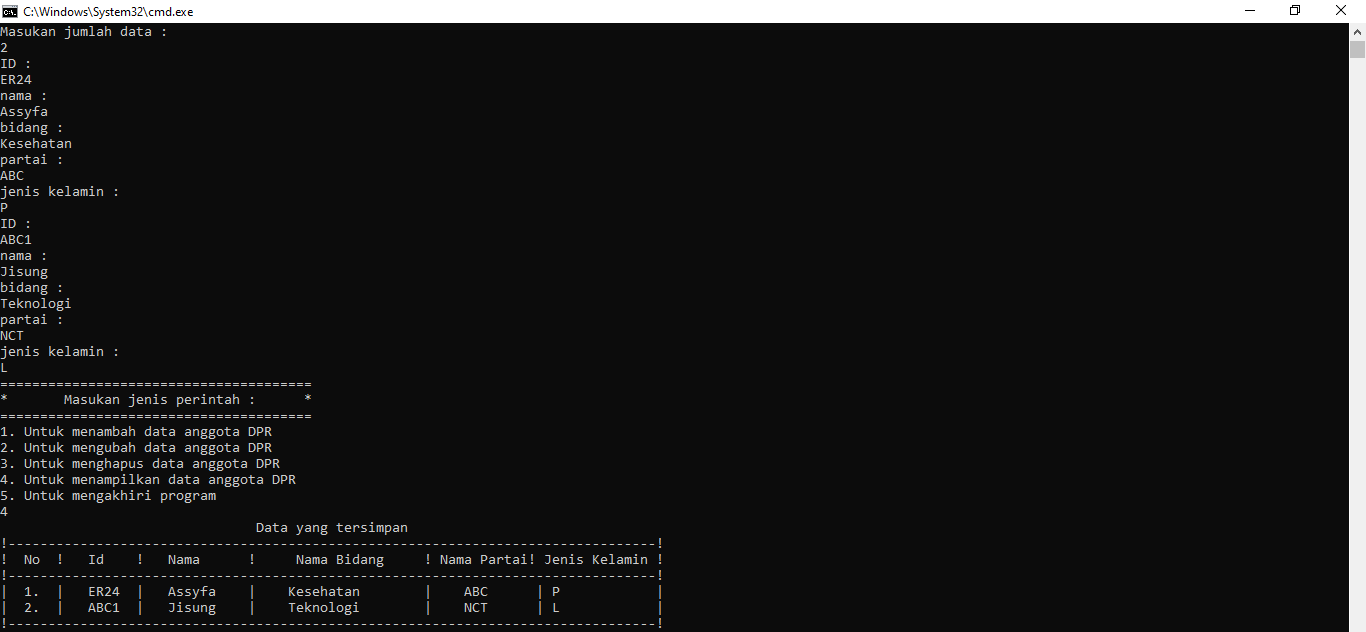 C:\Windows\System32\cmd.exe
Masukan jumlah data :
2
ID :
ER24
nama :
Assyfa
bidang :
Kesehatan
partai :
ABC
jenis kelamin :
P
ID :
ABC1
nama :
Jisung
bidang :
Teknologi
partai :
NCT
jenis kelamin :
L
=======================================
*       Masukan jenis perintah :      *
=======================================
1. Untuk menambah data anggota DPR
2. Untuk mengubah data anggota DPR
3. Untuk menghapus data anggota DPR
4. Untuk menampilkan data anggota DPR
5. Untuk mengakhiri program
4
                                Data yang tersimpan
!---------------------------------------------------------------------------------!
!  No  !   Id    !   Nama      !     Nama Bidang     ! Nama Partai! Jenis Kelamin !
!---------------------------------------------------------------------------------!
|  1.  |   ER24  |   Assyfa    |    Kesehatan        |    ABC      | P            |
|  2.  |   ABC1  |   Jisung    |    Teknologi        |    NCT      | L            |
!---------------------------------------------------------------------------------!